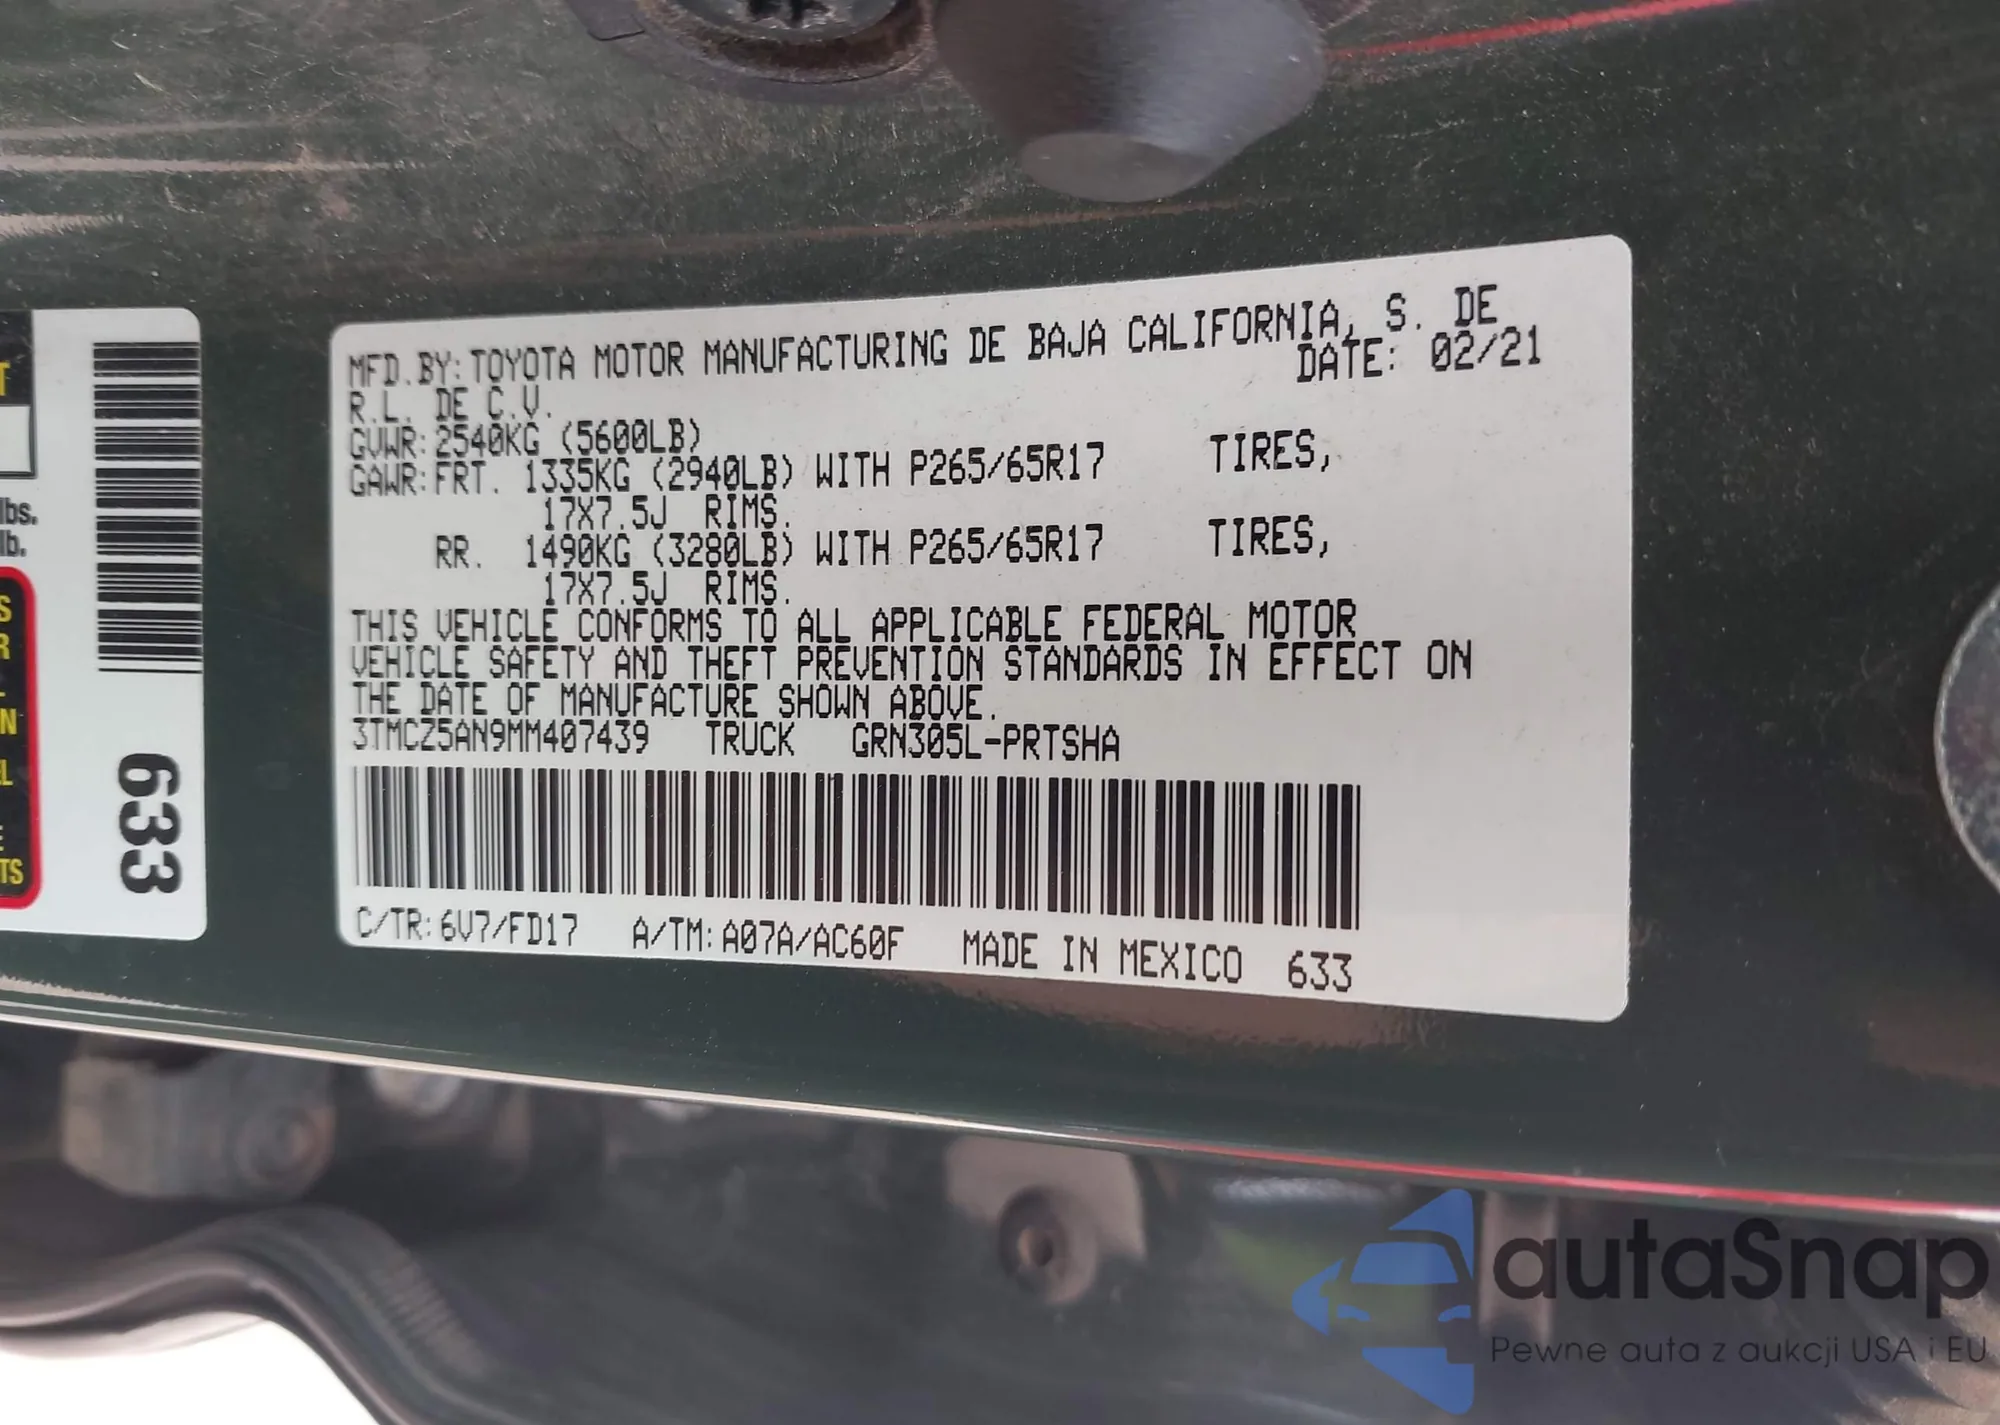 T
lbs.
lb.
S
R
L
N
EL
E
TS
633
MFD.BY:TOYOTA MOTOR MANUFACTURING DE BAJA CALIFORNIA, S. DE
R.L. DE C.V. DATE: 02/21
GVWR:2540KG (5600LB)
GAWR:FRT. 1335KG (2940LB) WITH P265/65R17 TIRES,
17X7.5J RIMS.
RR. 1490KG (3280LB) WITH P265/65R17 TIRES,
17X7.5J RIMS.
THIS VEHICLE CONFORMS TO ALL APPLICABLE FEDERAL MOTOR
VEHICLE SAFETY AND THEFT PREVENTION STANDARDS IN EFFECT ON
THE DATE OF MANUFACTURE SHOWN ABOVE.
3TMCZ5AN9MM407439 TRUCK GRN305L-PRTSHA
C/TR:6V7/FD17 A/TM:A07A/AC60F MADE IN MEXICO 633
autaSnap
Pewne auta z aukcji USA i EU